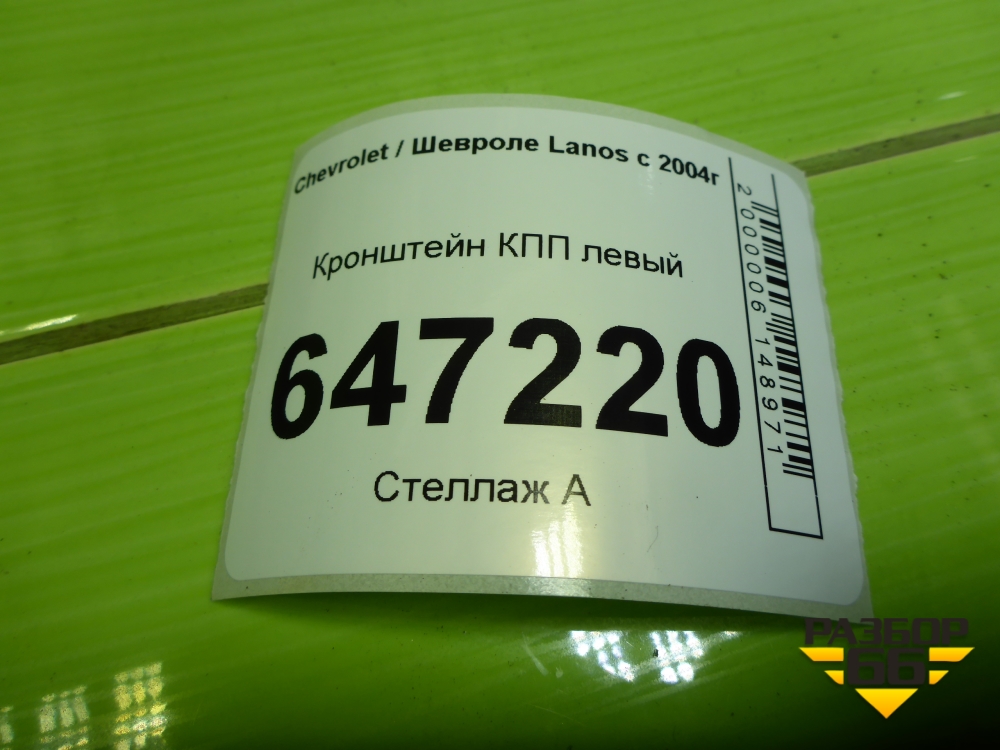 Chevrolet / Шевроле Lanos с 2004г
Кронштейн КПП левый
647220
Стеллаж А
2000006148971
РАЗБОР
66